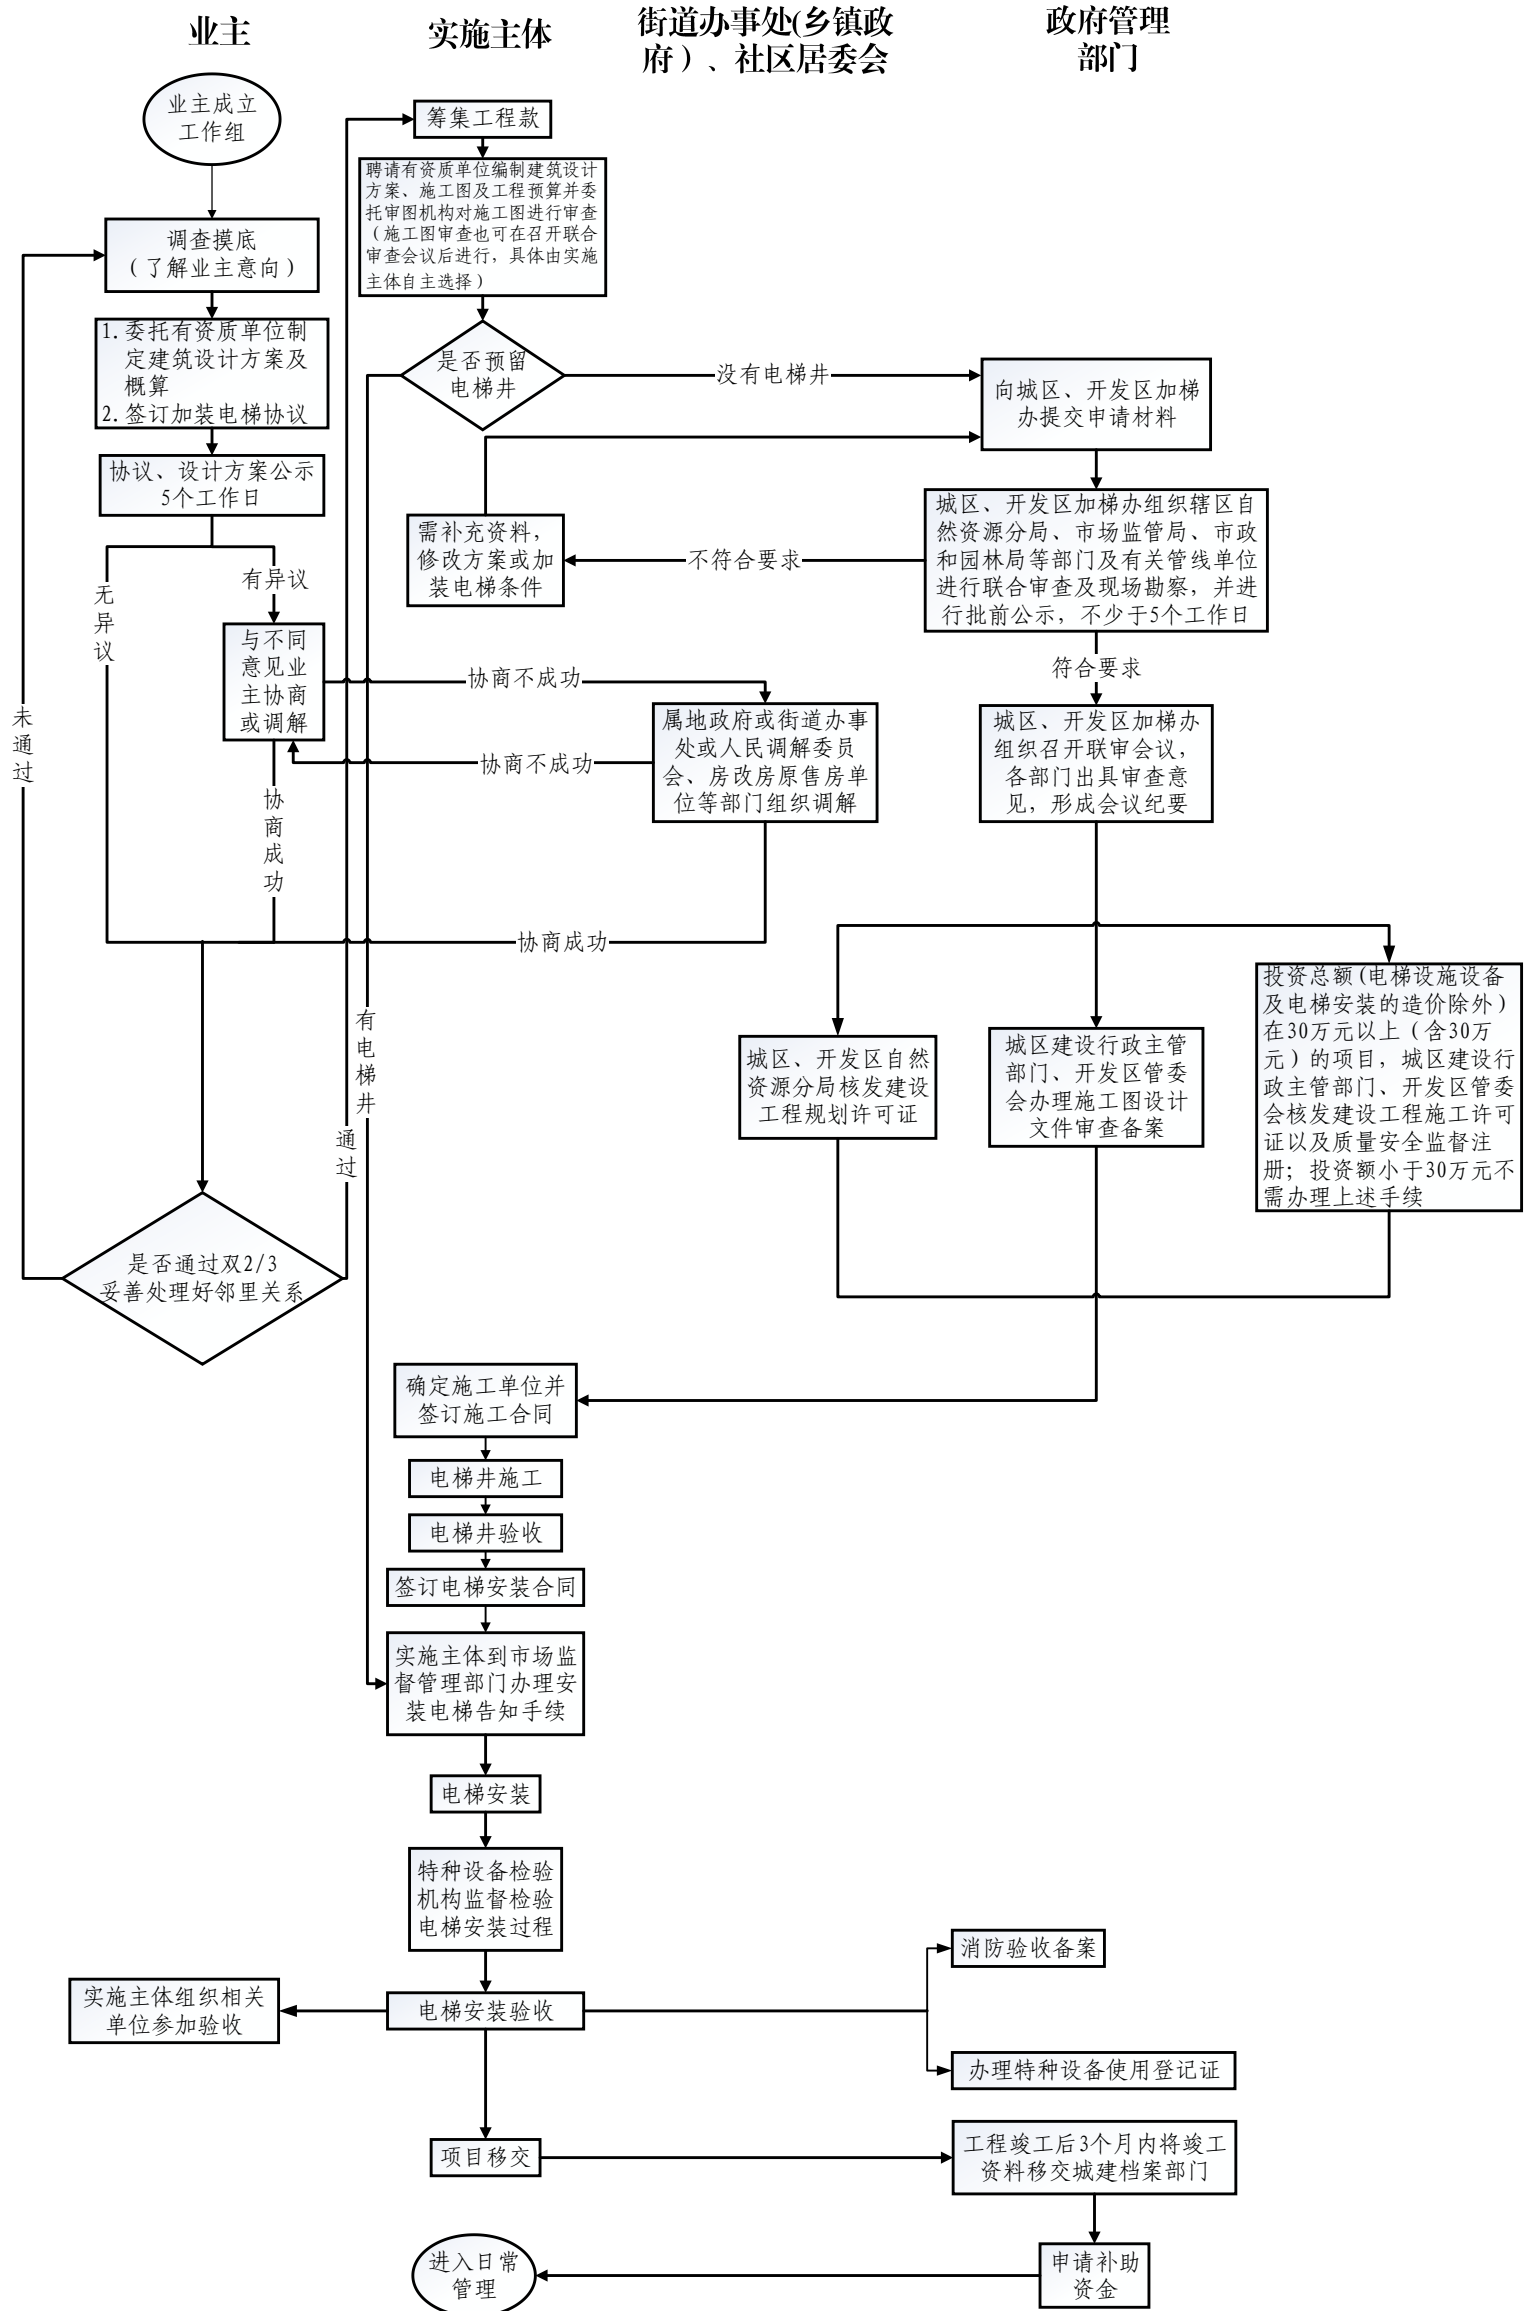 业主
实施主体
街道办事处(乡镇政
府）、社区居委会
政府管理
部门
业主成立
工作组
调查摸底
（了解业主意向）
1. 委托有资质单位制
定建筑设计方案及
概算
2. 签订加装电梯协议
协议、设计方案公示
5个工作日
无
异
议
有异议
与不同
意见业
主协商
或调解
协
商
成
功
未
通
过
是否通过双2/3
妥善处理好邻里关系
通
过
筹集工程款
聘请有资质单位编制建筑设计
方案、施工图及工程预算并委
托审图机构对施工图进行审查
（施工图审查也可在召开联合
审查会议后进行，具体由实施
主体自主选择）
是否预留
电梯井
没有电梯井
有
电
梯
井
需补充资料，
修改方案或加
装电梯条件
不符合要求
协商不成功
协商不成功
属地政府或街道办事
处或人民调解委员
会、房改房原售房单
位等部门组织调解
协商成功
向城区、开发区加梯
办提交申请材料
城区、开发区加梯办组织辖区自
然资源分局、市场监管局、市政
和园林局等部门及有关管线单位
进行联合审查及现场勘察，并进
行批前公示，不少于5个工作日
符合要求
城区、开发区加梯办
组织召开联审会议，
各部门出具审查意
见，形成会议纪要
城区、开发区自然
资源分局核发建设
工程规划许可证
城区建设行政主管
部门、开发区管委
会办理施工图设计
文件审查备案
投资总额(电梯设施设备
及电梯安装的造价除外）
在30万元以上（含30万
元）的项目，城区建设行
政主管部门、开发区管委
会核发建设工程施工许可
证以及质量安全监督注
册；投资额小于30万元不
需办理上述手续
确定施工单位并
签订施工合同
电梯井施工
电梯井验收
签订电梯安装合同
实施主体到市场监
督管理部门办理安
装电梯告知手续
电梯安装
特种设备检验
机构监督检验
电梯安装过程
电梯安装验收
实施主体组织相关
单位参加验收
消防验收备案
办理特种设备使用登记证
项目移交
工程竣工后3个月内将竣工
资料移交城建档案部门
申请补助
资金
进入日常
管理